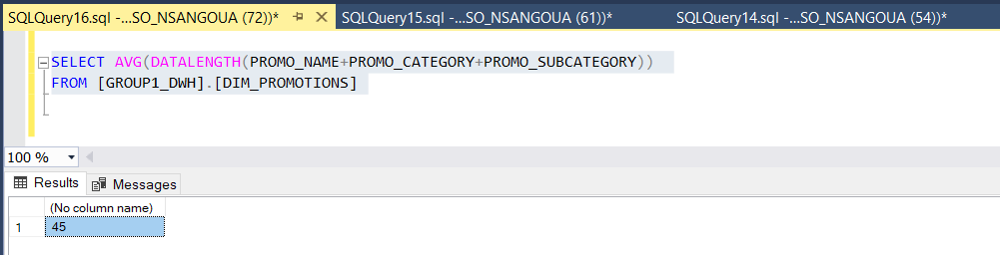 SQLQuery16.sql -...SO_NSANGOUA (72))* SQLQuery15.sql -...SO_NSANGOUA (61))* SQLQuery14.sql -...SO_NSANGOUA (54))*
SELECT AVG(DATALENGTH(PROMO_NAME+PROMO_CATEGORY+PROMO_SUBCATEGORY))
FROM [GROUP1_DWH].[DIM_PROMOTIONS]
100 %
Results Messages
(No column name)
1 45